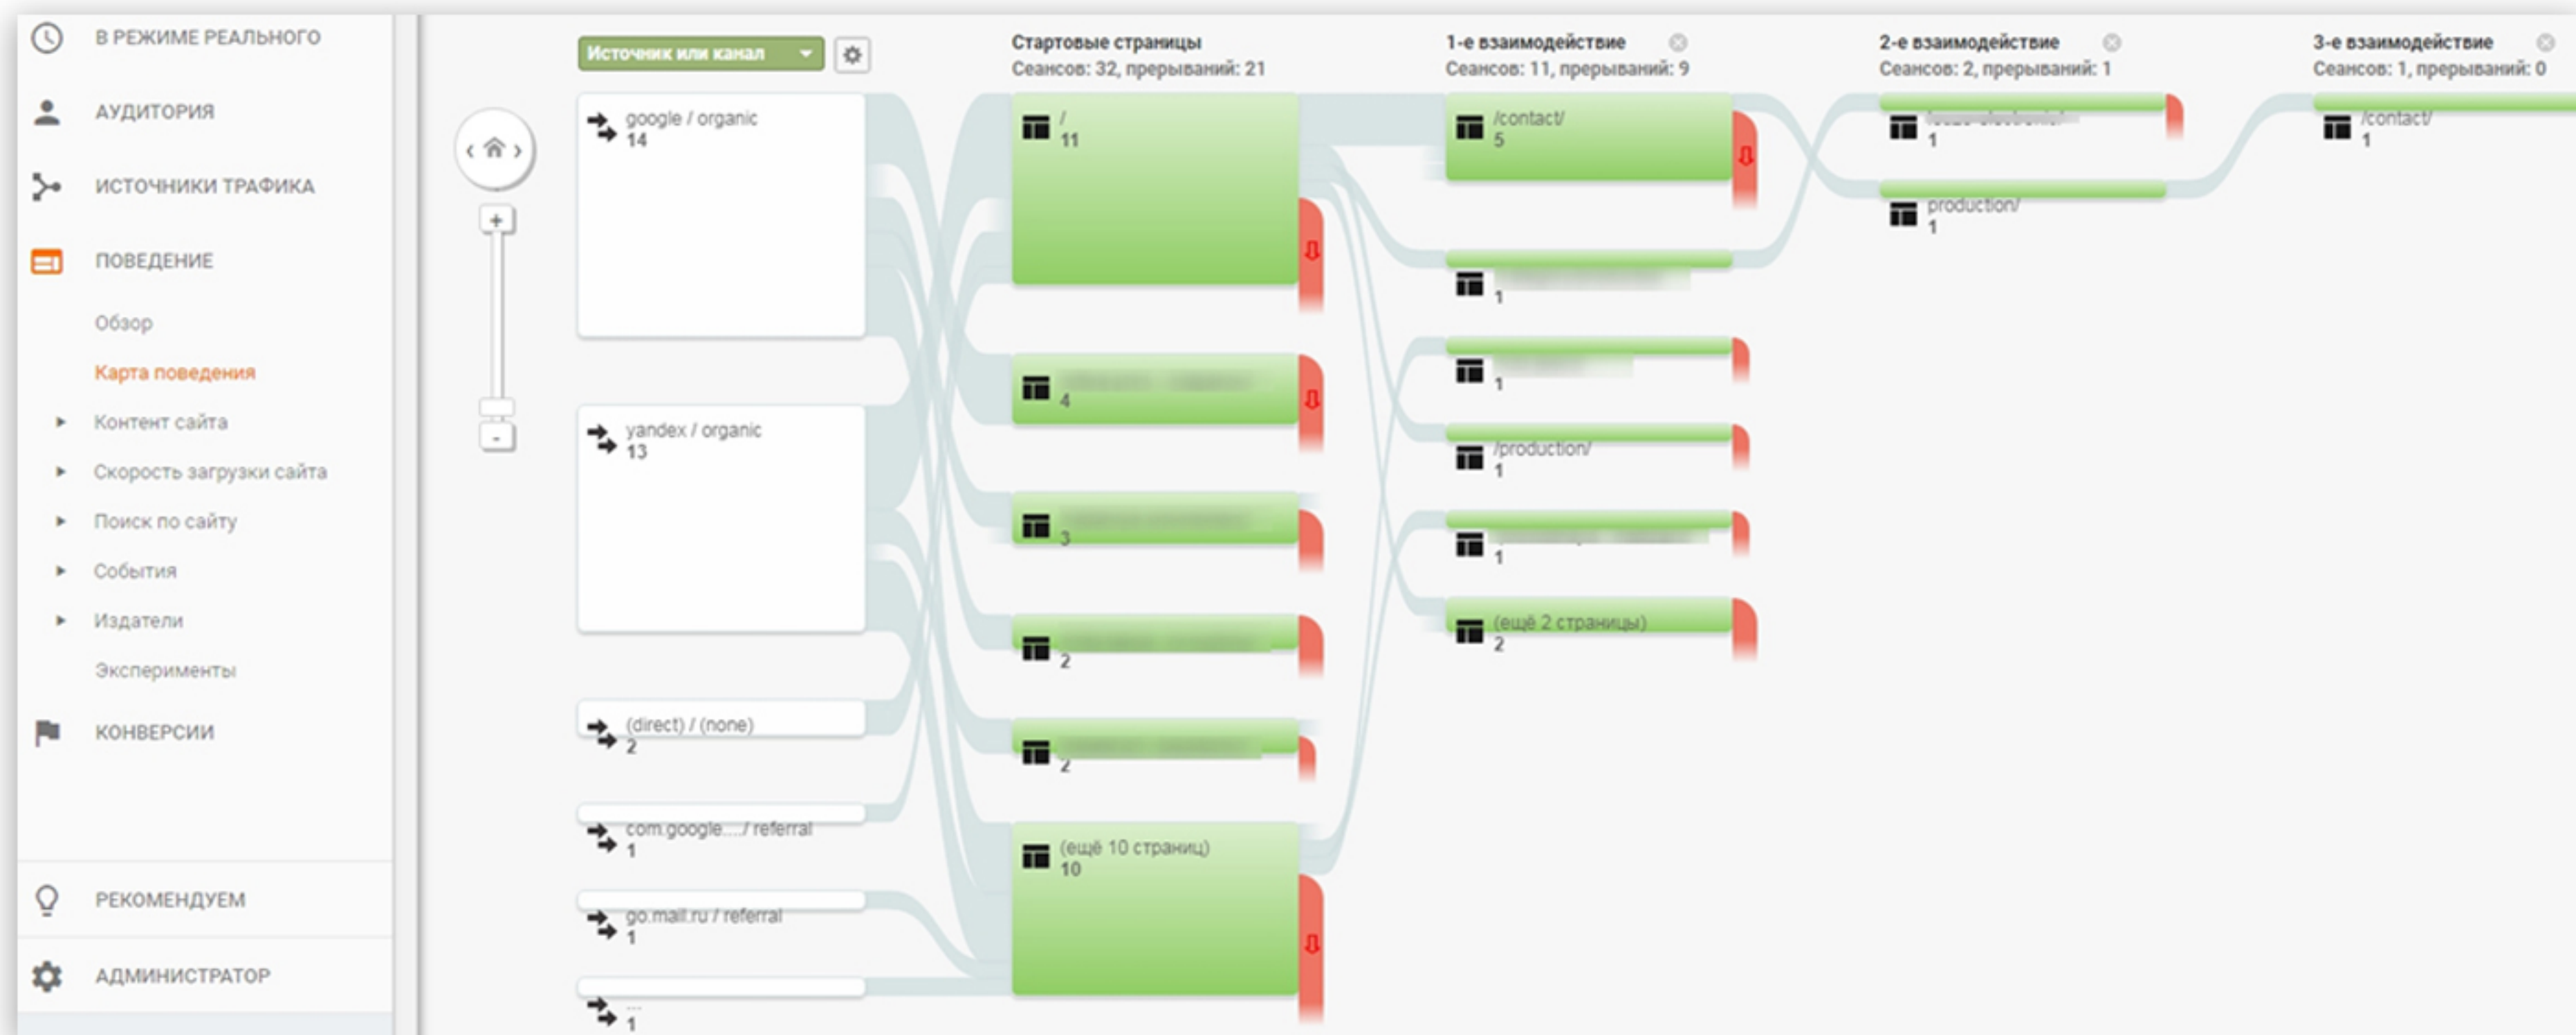 В РЕЖИМЕ РЕАЛЬНОГО
АУДИТОРИЯ
ИСТОЧНИКИ ТРАФИКА
ПОВЕДЕНИЕ
Обзор
Карта поведения
Контент сайта
Скорость загрузки сайта
Поиск по сайту
События
Издатели
Эксперименты
КОНВЕРСИИ
РЕКОМЕНДУЕМ
АДМИНИСТРАТОР
+
-
Источник или канал
google / organic
14
yandex / organic
13
(direct) / (none)
2
com.google..../ referral
1
go.mail.ru / referral
1
...
1
Стартовые страницы
Сеансов: 32, прерываний: 21
/
11
4
3
2
2
(ещё 10 страниц)
10
1-е взаимодействие
Сеансов: 11, прерываний: 9
/contact/
5
1
1
/production/
1
1
(ещё 2 страницы)
2
2-е взаимодействие
Сеансов: 2, прерываний: 1
1
production/
1
3-е взаимодействие
Сеансов: 1, прерываний: 0
/contact/
1